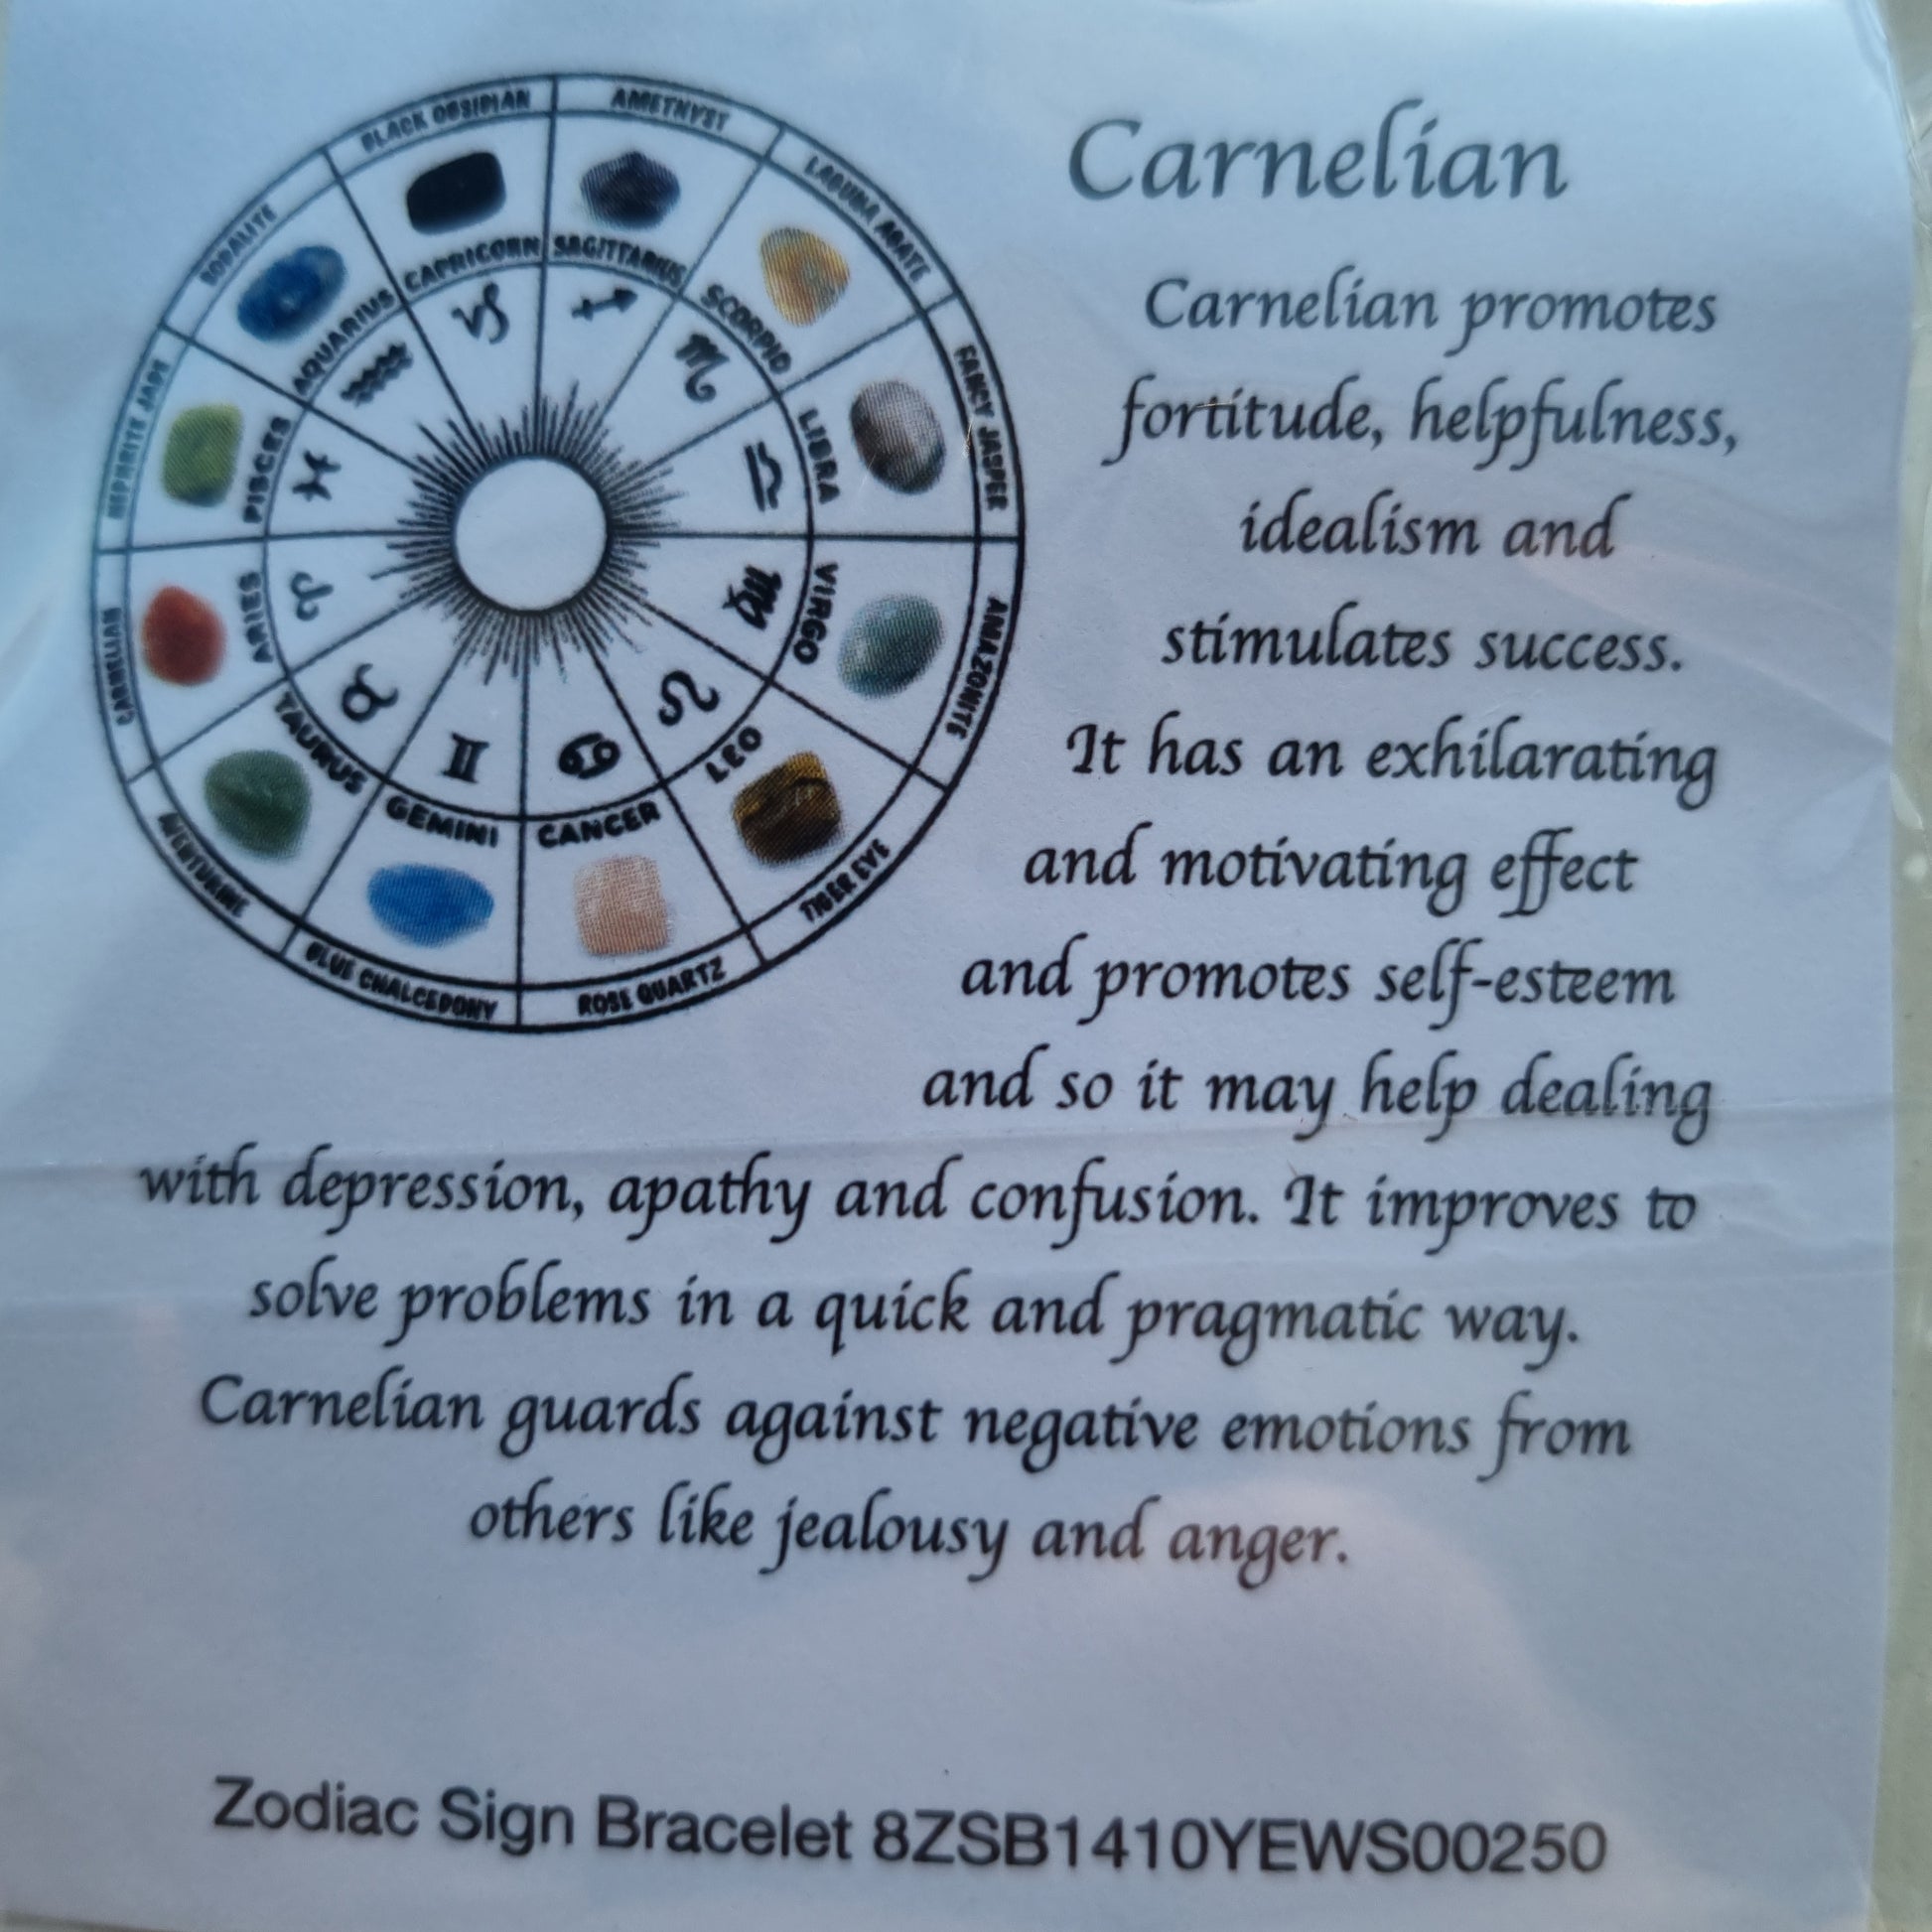 Carnelian
Carnelian promotes
fortitude, helpfulness,
idealism and
stimulates success.
It has an exhilarating
and motivating effect
and promotes self-esteem
and so it may help dealing
with depression, apathy and confusion. It improves to
solve problems in a quick and pragmatic way.
Carnelian guards against negative emotions from
others like jealousy and anger.
BLACK OBSIDIAN
AMETHYST
LAGUNA AGATE
FANCY JASPER
AMAZONITE
TIGER EYE
ROSE QUARTZ
BLUE CHALCEDONY
AVENTURINE
CARNELIAN
NEPHRITE JADE
SODALITE
CAPRICORN
SAGITTARIUS
SCORPIO
LIBRA
VIRGO
LEO
CANCER
GEMINI
TAURUS
ARIES
PISCES
AQUARIUS
Zodiac Sign Bracelet 8ZSB1410YEWS00250